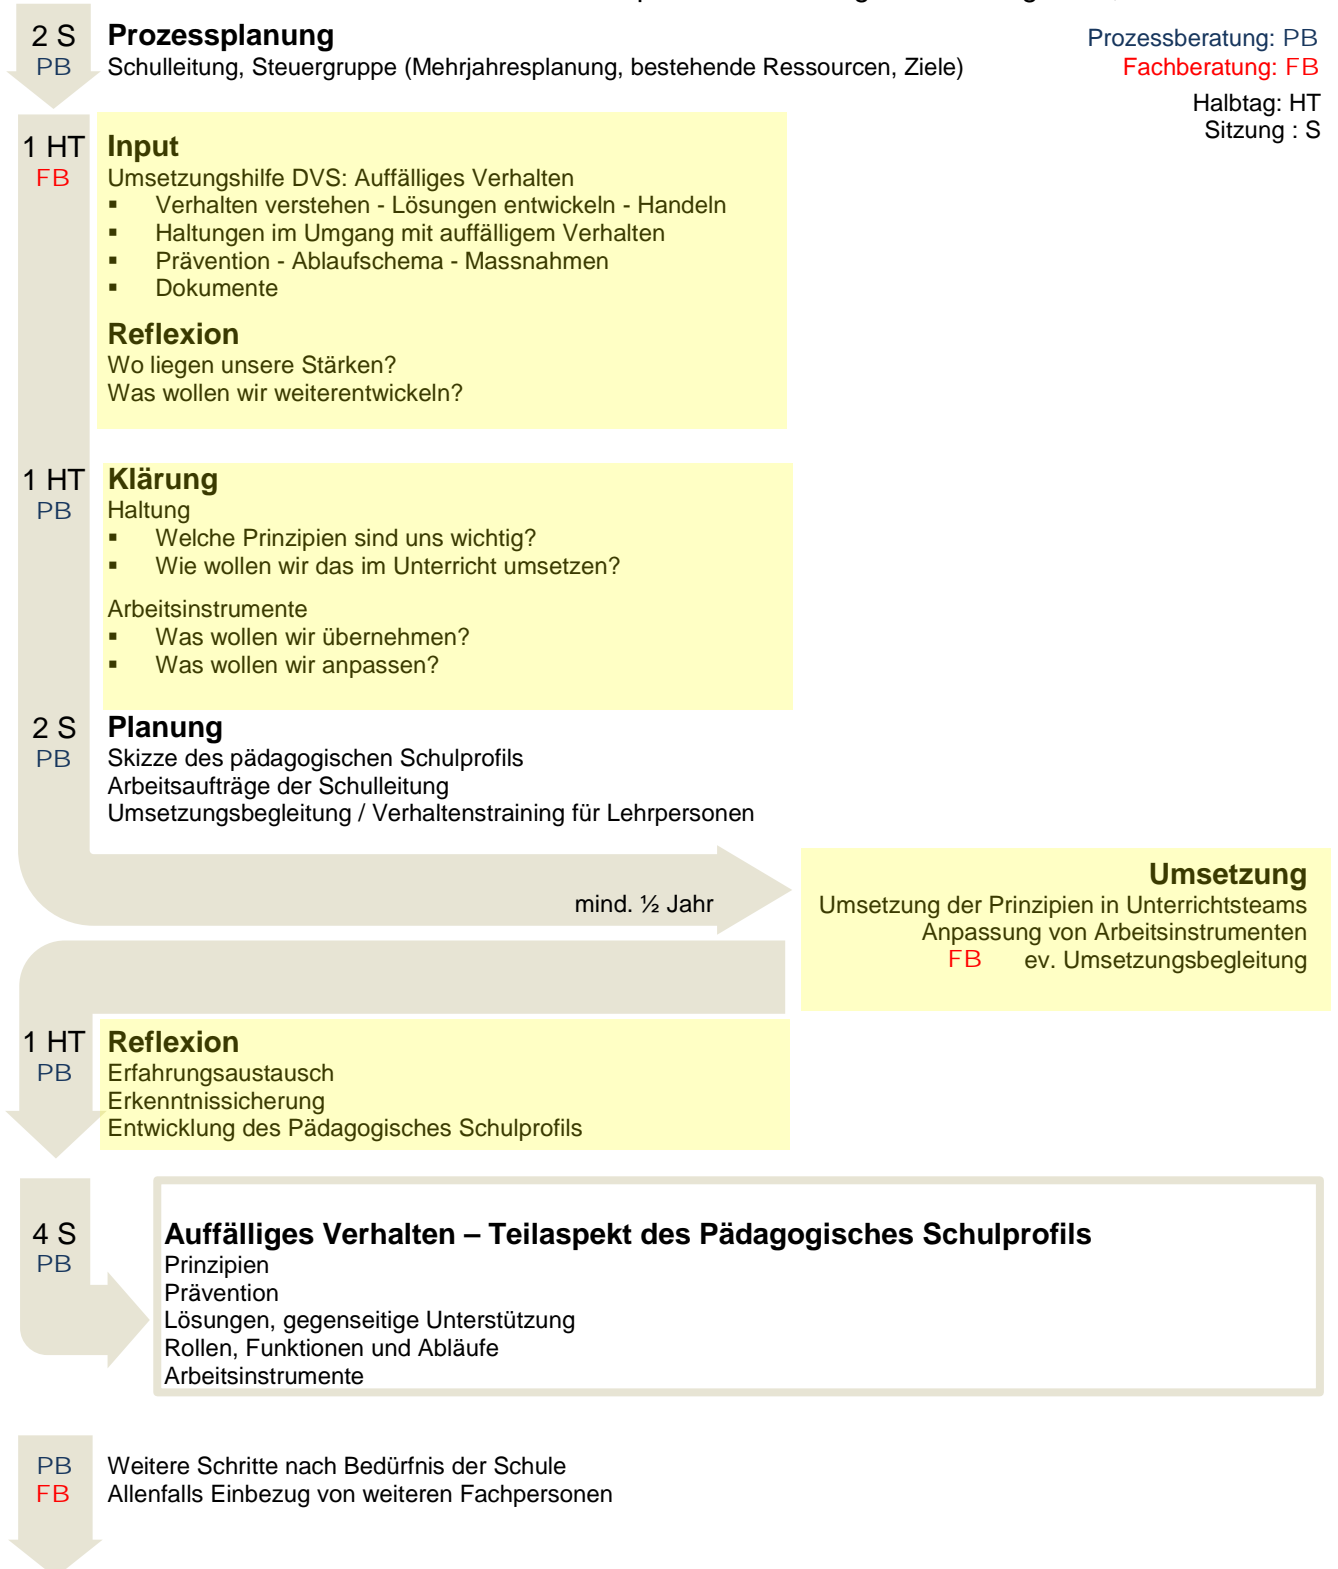 2 S
PB
Prozessplanung
Schulleitung, Steuergruppe (Mehrjahresplanung, bestehende Ressourcen, Ziele)
Prozessberatung: PB
Fachberatung: FB
Halbtag: HT
Sitzung : S
1 HT
FB
Input
Umsetzungshilfe DVS: Auffälliges Verhalten
▪ Verhalten verstehen - Lösungen entwickeln - Handeln
▪ Haltungen im Umgang mit auffälligem Verhalten
▪ Prävention - Ablaufschema - Massnahmen
▪ Dokumente
Reflexion
Wo liegen unsere Stärken?
Was wollen wir weiterentwickeln?
1 HT
PB
Klärung
Haltung
▪ Welche Prinzipien sind uns wichtig?
▪ Wie wollen wir das im Unterricht umsetzen?
Arbeitsinstrumente
▪ Was wollen wir übernehmen?
▪ Was wollen wir anpassen?
2 S
PB
Planung
Skizze des pädagogischen Schulprofils
Arbeitsaufträge der Schulleitung
Umsetzungsbegleitung / Verhaltenstraining für Lehrpersonen
mind. ½ Jahr
Umsetzung
Umsetzung der Prinzipien in Unterrichtsteams
Anpassung von Arbeitsinstrumenten
FB ev. Umsetzungsbegleitung
1 HT
PB
Reflexion
Erfahrungsaustausch
Erkenntnissicherung
Entwicklung des Pädagogisches Schulprofils
4 S
PB
Auffälliges Verhalten – Teilaspekt des Pädagogisches Schulprofils
Prinzipien
Prävention
Lösungen, gegenseitige Unterstützung
Rollen, Funktionen und Abläufe
Arbeitsinstrumente
PB
FB
Weitere Schritte nach Bedürfnis der Schule
Allenfalls Einbezug von weiteren Fachpersonen